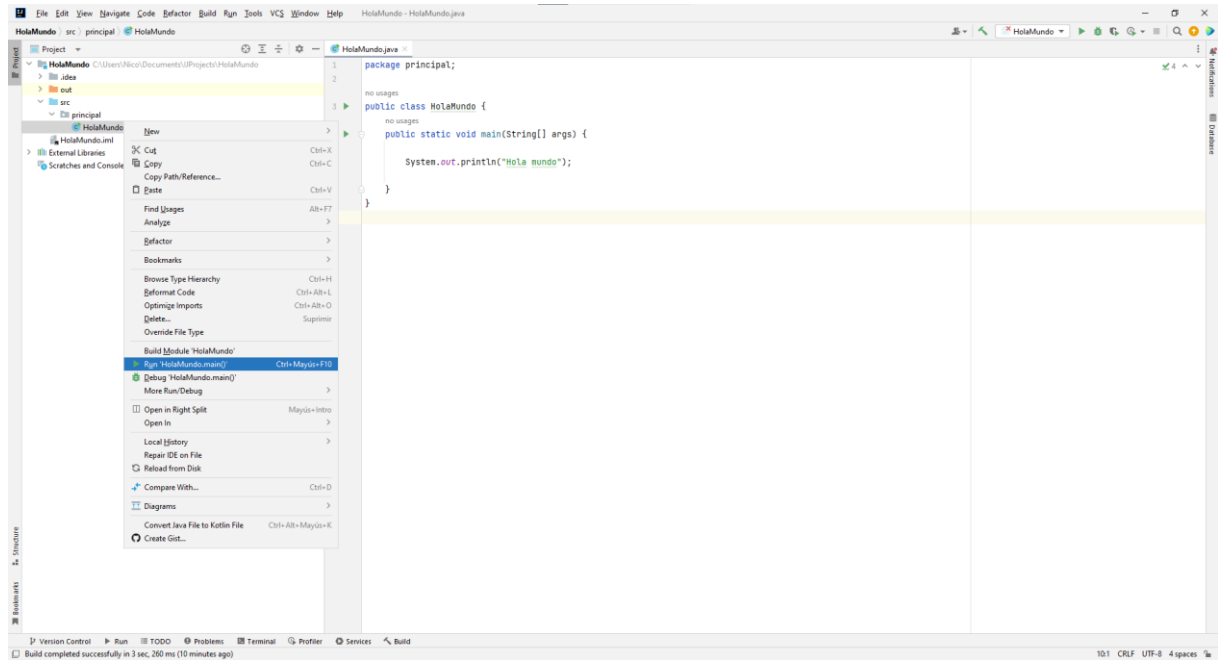 File Edit View Navigate Code Refactor Build Run Tools VCS Window Help HolaMundo - HolaMundo.java
HolaMundo src principal HolaMundo
HolaMundo
Project
HolaMundo.java
Project
HolaMundo C:\Users\Nico\Documents\IJProjects\HolaMundo
.idea
out
src
principal
HolaMundo
HolaMundo.iml
External Libraries
Scratches and Console
New
Cut Ctrl+X
Copy Ctrl+C
Copy Path/Reference...
Paste Ctrl+V
Find Usages Alt+F7
Analyze
Refactor
Bookmarks
Browse Type Hierarchy Ctrl+H
Reformat Code Ctrl+Alt+L
Optimize Imports Ctrl+Alt+O
Delete... Suprimir
Override File Type
Build Module 'HolaMundo'
Run 'HolaMundo.main()' Ctrl+Mayús+F10
Debug 'HolaMundo.main()'
More Run/Debug
Open in Right Split Mayús+Intro
Open In
Local History
Repair IDE on File
Reload from Disk
Compare With... Ctrl+D
Diagrams
Convert Java File to Kotlin File Ctrl+Alt+Mayús+K
Create Gist...
1 package principal;
2
no usages
3 public class HolaMundo {
no usages
public static void main(String[] args) {
System.out.println("Hola mundo");
}
}
4
Notifications
Database
Structure
Bookmarks
Version Control Run TODO Problems Terminal Profiler Services Build
Build completed successfully in 3 sec, 260 ms (10 minutes ago)
10:1 CRLF UTF-8 4 spaces